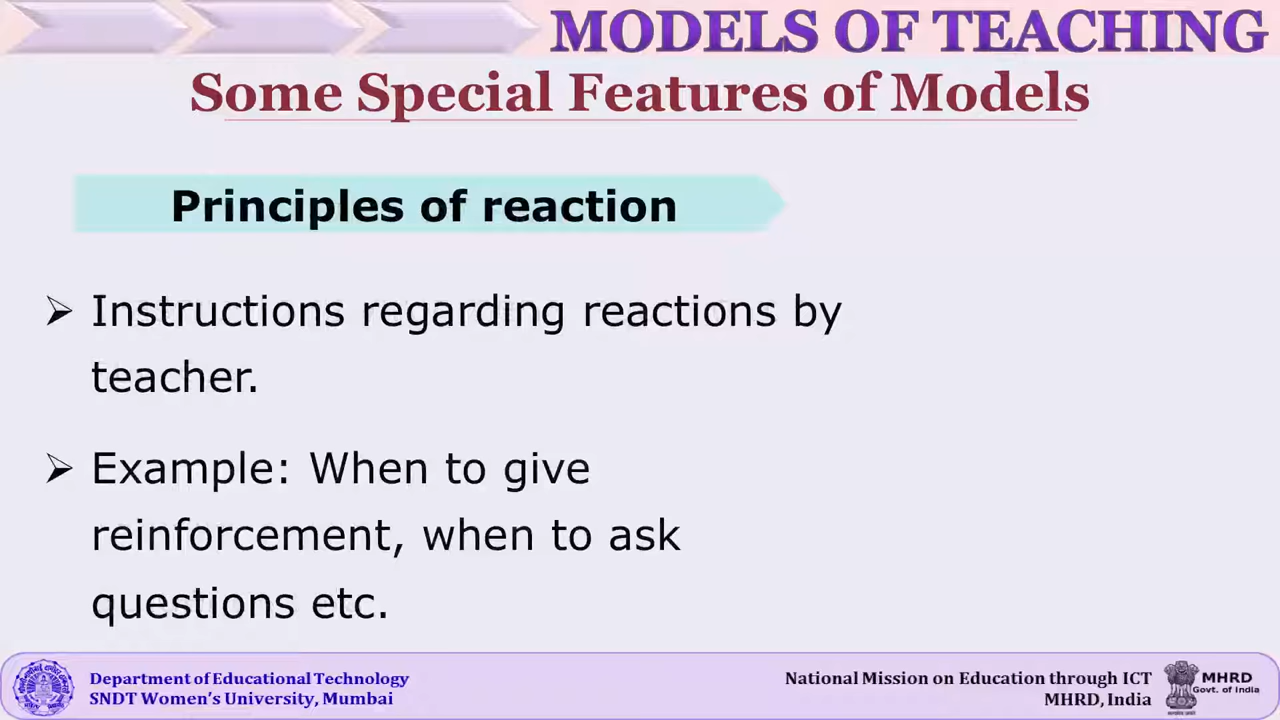 MODELS OF TEACHING
Some Special Features of Models
Principles of reaction
➢ Instructions regarding reactions by
teacher.
➢ Example: When to give
reinforcement, when to ask
questions etc.
Department of Educational Technology
SNDT Women's University, Mumbai
National Mission on Education through ICT
MHRD, India
MHRD
Govt. of India